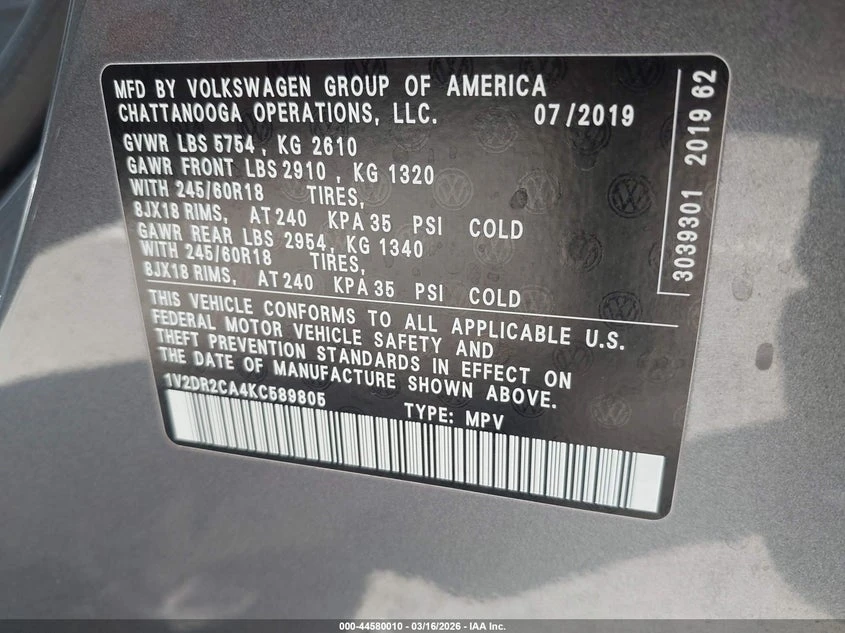 MFD BY VOLKSWAGEN GROUP OF AMERICA
CHATTANOOGA OPERATIONS, LLC. 07/2019
GVWR LBS 5754 , KG 2610
GAWR FRONT LBS 2910 , KG 1320
WITH 245/60R18 TIRES,
8JX18 RIMS, AT 240 KPA 35 PSI COLD
GAWR REAR LBS 2954, KG 1340
WITH 245/60R18 TIRES,
8JX18 RIMS, AT 240 KPA 35 PSI COLD
THIS VEHICLE CONFORMS TO ALL APPLICABLE U.S.
FEDERAL MOTOR VEHICLE SAFETY AND
THEFT PREVENTION STANDARDS IN EFFECT ON
THE DATE OF MANUFACTURE SHOWN ABOVE.
1V2DR2CA4KC589805 TYPE: MPV
3039301 2019 62
000-44580010 - 03/16/2026 - IAA Inc.